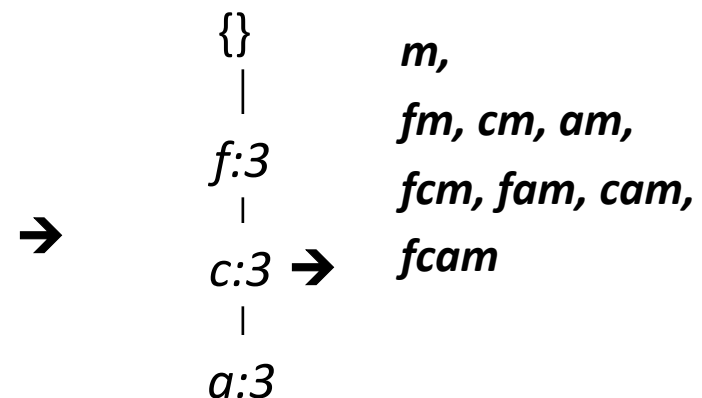 {}
f:3
c:3
a:3
m,
fm, cm, am,
fcm, fam, cam,
fcam